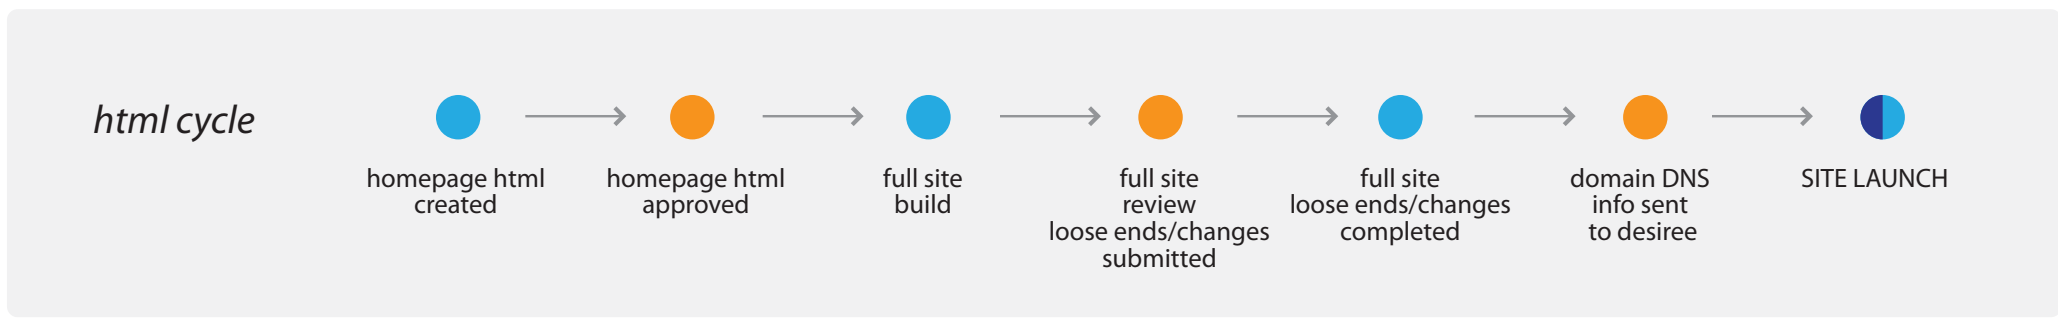 html cycle
homepage html
created
homepage html
approved
full site
build
full site
review
loose ends/changes
submitted
full site
loose ends/changes
completed
domain DNS
info sent
to desiree
SITE LAUNCH